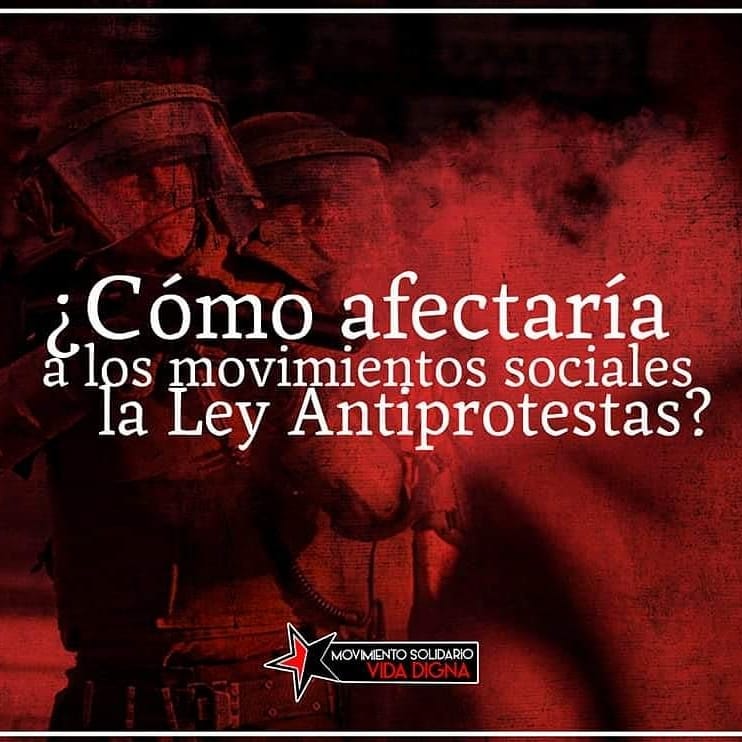 ¿Cómo afectaría
a los movimientos sociales
la Ley Antiprotestas?
MOVIMIENTO SOLIDARIO
VIDA DIGNA